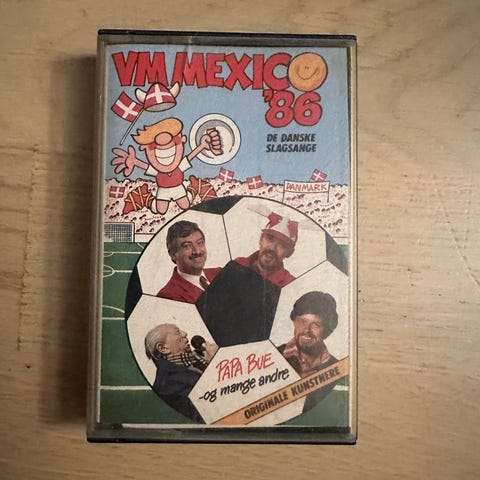 VM MEXICO
'86
DE DANSKE
SLAGSANGE
DANMARK
PAPA BUE
-og mange andre
ORIGINALE KUNSTNERE